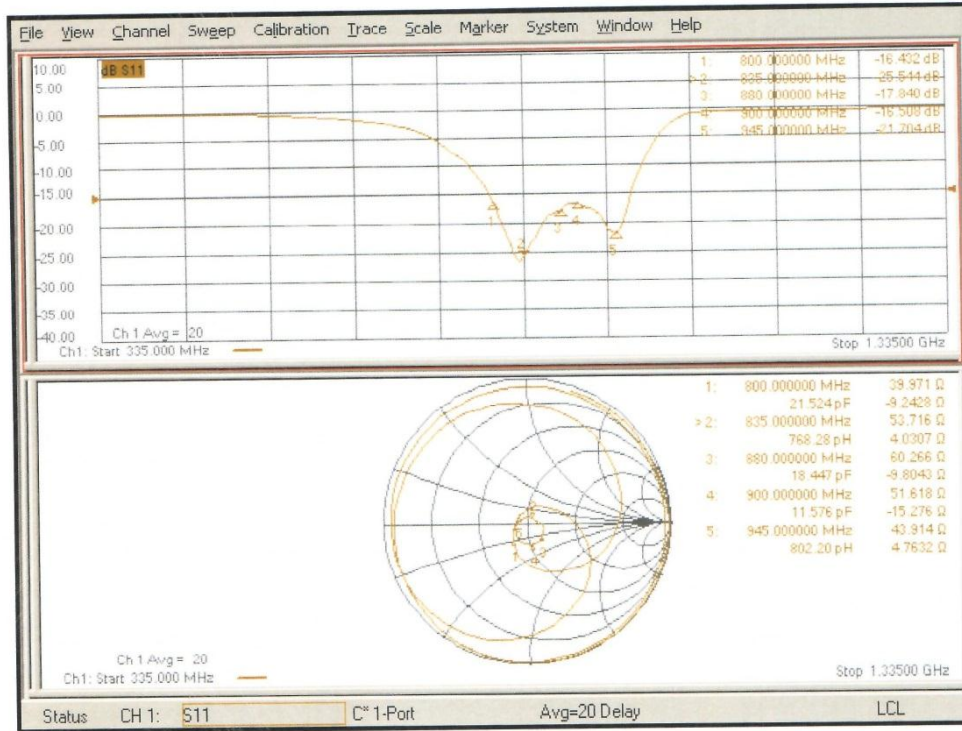 File View Channel Sweep Calibration Trace Scale Marker System Window Help
dB S11
10.00
5.00
0.00
-5.00
-10.00
-15.00
-20.00
-25.00
-30.00
-35.00
-40.00
1: 800.000000 MHz -16.432 dB
>2: 835.000000 MHz -25.544 dB
3: 880.000000 MHz -17.840 dB
4: 900.000000 MHz -16.508 dB
5: 945.000000 MHz -21.704 dB
1
2
3
4
5
Ch 1 Avg = 20
Ch1: Start 335.000 MHz
Stop 1.33500 GHz
1: 800.000000 MHz 39.971 Ω
21.524 pF -9.2428 Ω
>2: 835.000000 MHz 53.716 Ω
768.28 pH 4.0307 Ω
3: 880.000000 MHz 60.266 Ω
18.447 pF -9.8043 Ω
4: 900.000000 MHz 51.618 Ω
11.576 pF -15.276 Ω
5: 945.000000 MHz 43.914 Ω
802.20 pH 4.7632 Ω
Ch 1 Avg = 20
Ch1: Start 335.000 MHz
Stop 1.33500 GHz
Status CH 1: S11 C* 1-Port Avg=20 Delay LCL